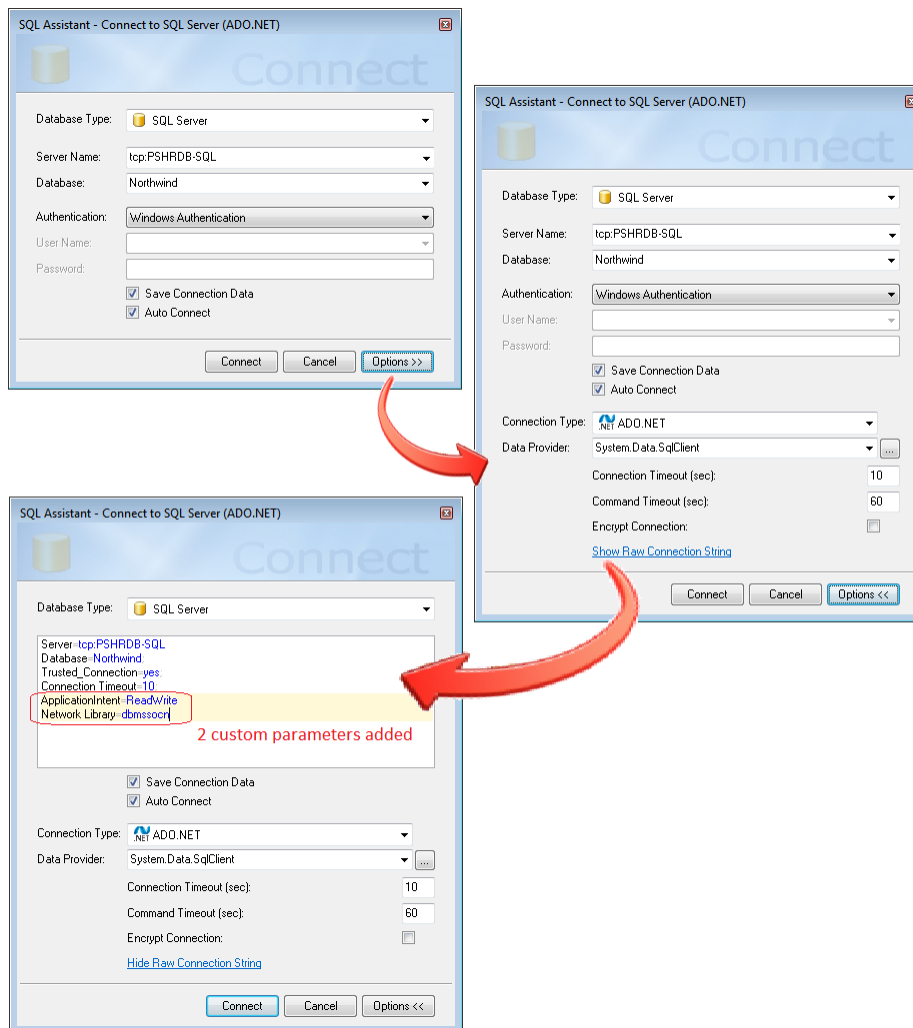 SQL Assistant - Connect to SQL Server (ADO.NET)
Connect
Database Type: SQL Server
Server Name: tcp:PSHRDB-SQL
Database: Northwind
Authentication: Windows Authentication
User Name:
Password:
Save Connection Data
Auto Connect
Connect Cancel Options >>
SQL Assistant - Connect to SQL Server (ADO.NET)
Connect
Database Type: SQL Server
Server Name: tcp:PSHRDB-SQL
Database: Northwind
Authentication: Windows Authentication
User Name:
Password:
Save Connection Data
Auto Connect
Connection Type: .NET ADO.NET
Data Provider: System.Data.SqlClient ...
Connection Timeout (sec): 10
Command Timeout (sec): 60
Encrypt Connection:
Show Raw Connection String
Connect Cancel Options <<
SQL Assistant - Connect to SQL Server (ADO.NET)
Connect
Database Type: SQL Server
Server=tcp:PSHRDB-SQL
Database=Northwind;
Trusted_Connection=yes;
Connection Timeout=10;
ApplicationIntent=ReadWrite
Network Library=dbmssocn
2 custom parameters added
Save Connection Data
Auto Connect
Connection Type: .NET ADO.NET
Data Provider: System.Data.SqlClient ...
Connection Timeout (sec): 10
Command Timeout (sec): 60
Encrypt Connection:
Hide Raw Connection String
Connect Cancel Options <<